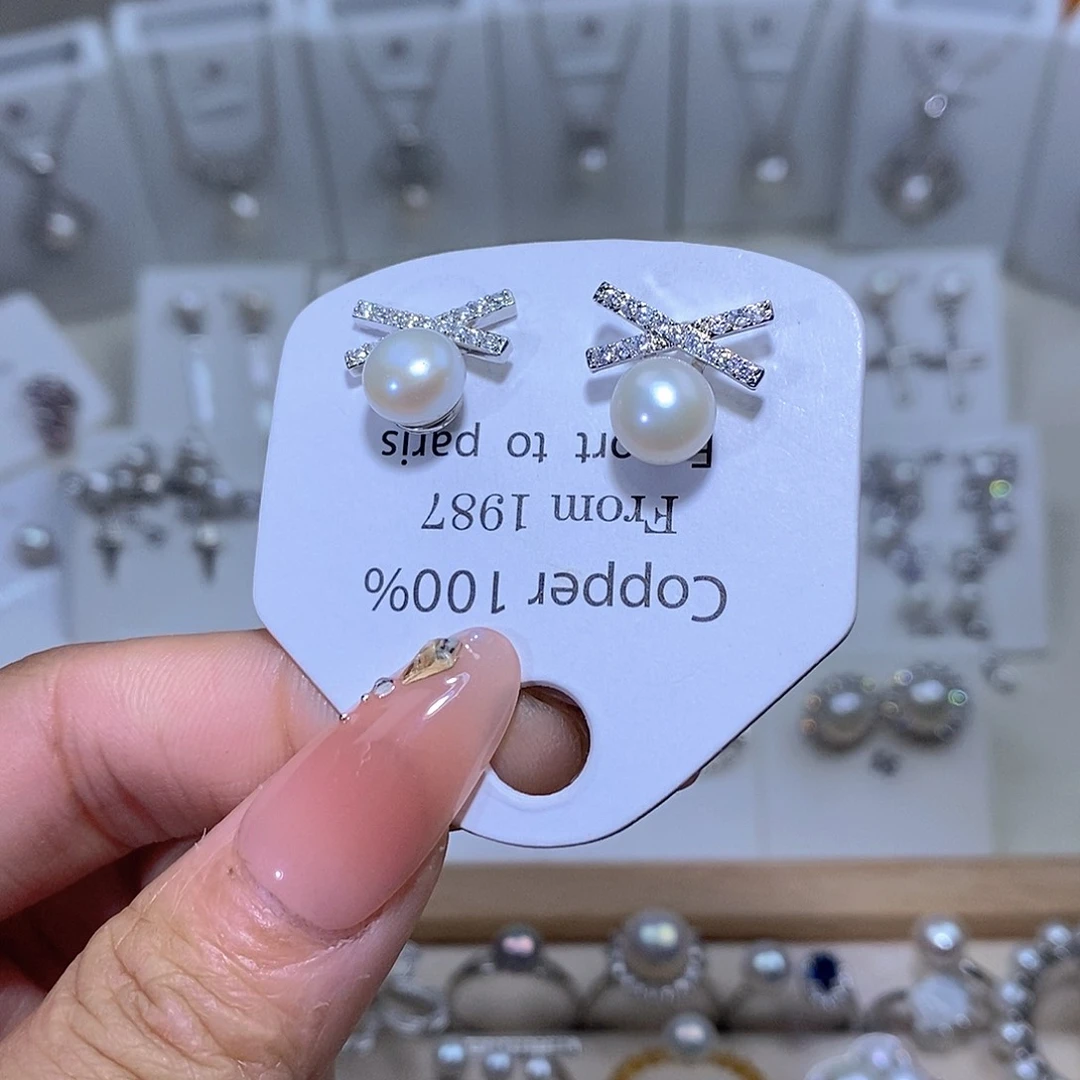 Copper 100%
From 1987
to paris